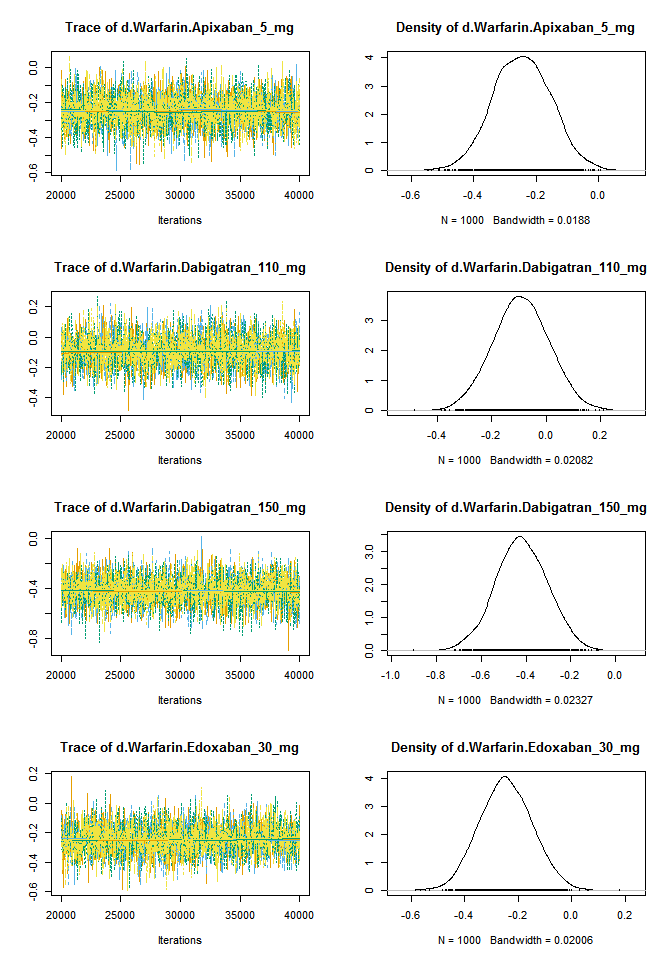 Trace of d.Warfarin.Apixaban_5_mg
0.0
-0.2
-0.4
-0.6
20000 25000 30000 35000 40000
Iterations
Density of d.Warfarin.Apixaban_5_mg
4
3
2
1
0
-0.6 -0.4 -0.2 0.0
N = 1000 Bandwidth = 0.0188
Trace of d.Warfarin.Dabigatran_110_mg
0.2
0.0
-0.2
-0.4
20000 25000 30000 35000 40000
Iterations
Density of d.Warfarin.Dabigatran_110_mg
3
2
1
0
-0.4 -0.2 0.0 0.2
N = 1000 Bandwidth = 0.02082
Trace of d.Warfarin.Dabigatran_150_mg
0.0
-0.4
-0.8
20000 25000 30000 35000 40000
Iterations
Density of d.Warfarin.Dabigatran_150_mg
3.0
2.0
1.0
0.0
-1.0 -0.8 -0.6 -0.4 -0.2 0.0
N = 1000 Bandwidth = 0.02327
Trace of d.Warfarin.Edoxaban_30_mg
0.2
0.0
-0.2
-0.4
-0.6
20000 25000 30000 35000 40000
Iterations
Density of d.Warfarin.Edoxaban_30_mg
4
3
2
1
0
-0.6 -0.4 -0.2 0.0 0.2
N = 1000 Bandwidth = 0.02006